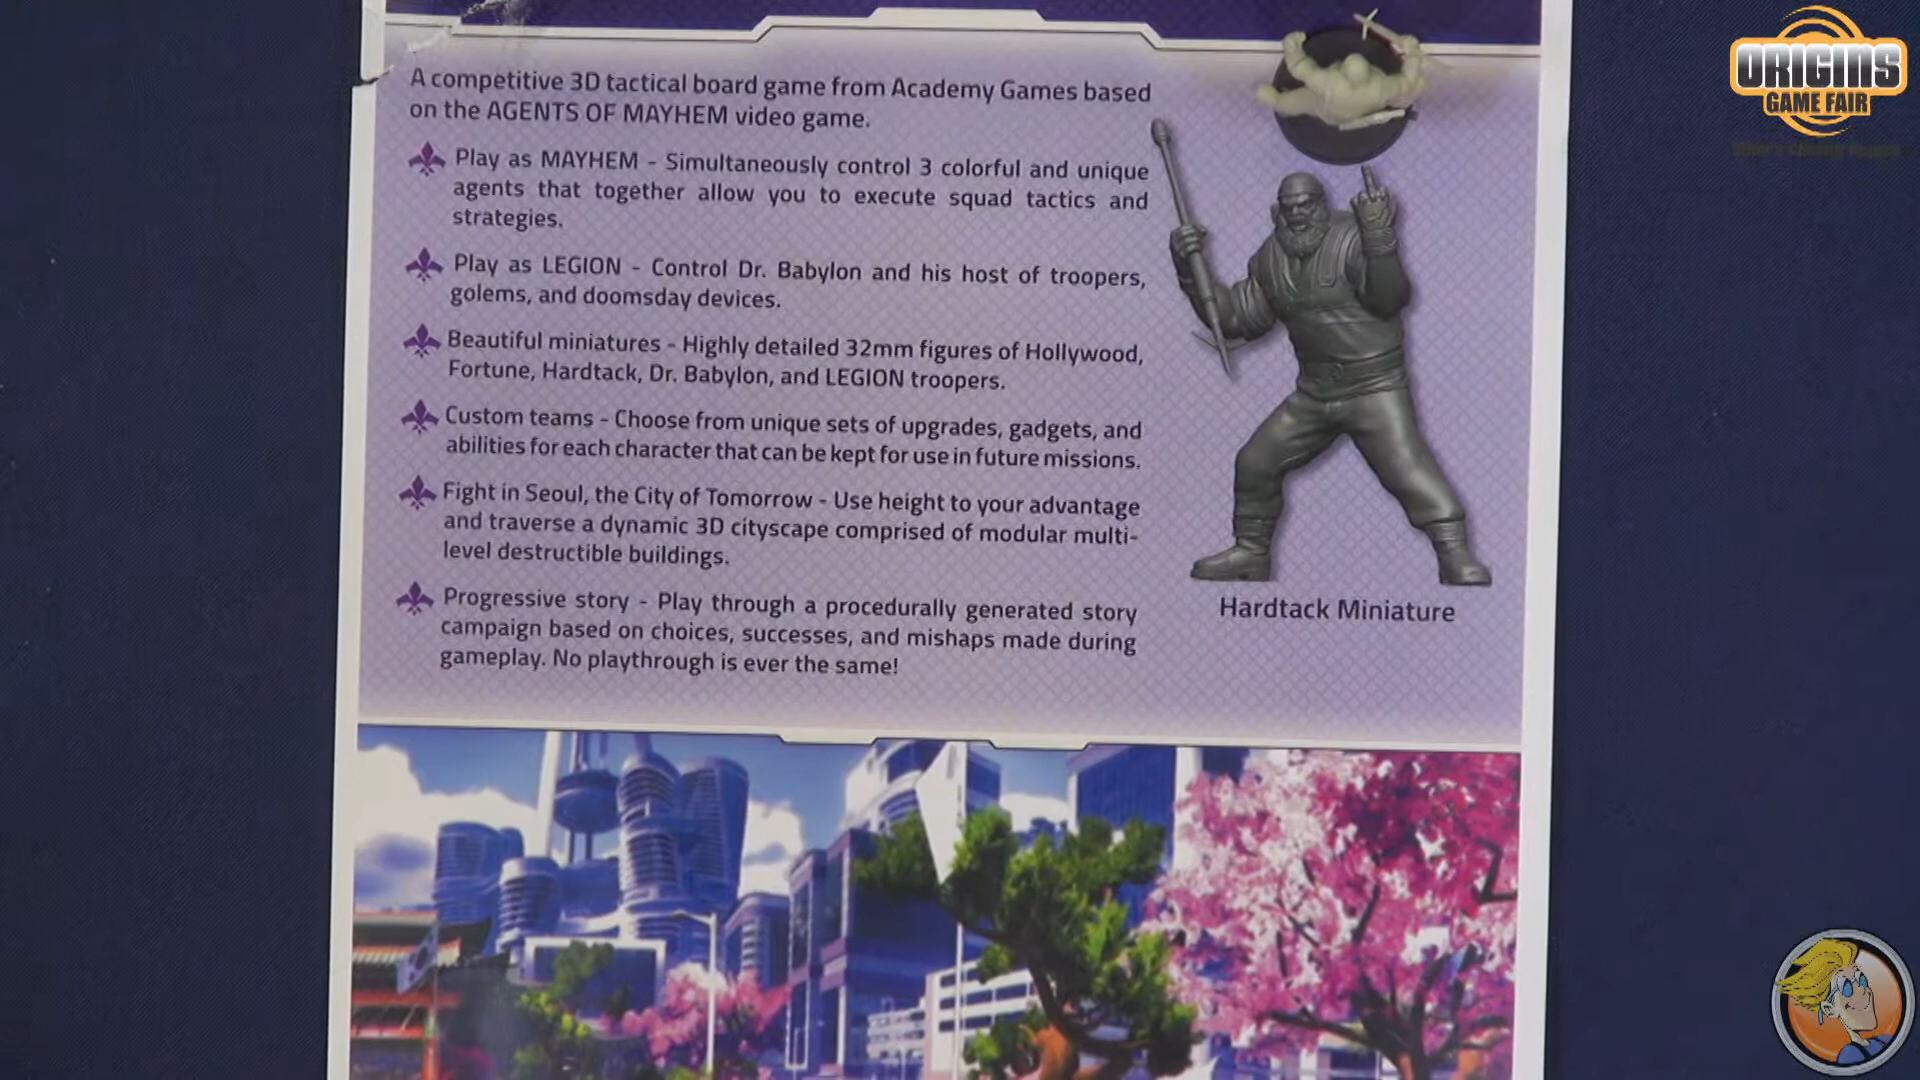 ORIGINS
GAME FAIR
A competitive 3D tactical board game from Academy Games based
on the AGENTS OF MAYHEM video game.
Play as MAYHEM - Simultaneously control 3 colorful and unique
agents that together allow you to execute squad tactics and
strategies.
Play as LEGION - Control Dr. Babylon and his host of troopers,
golems, and doomsday devices.
Beautiful miniatures - Highly detailed 32mm figures of Hollywood,
Fortune, Hardtack, Dr. Babylon, and LEGION troopers.
Custom teams - Choose from unique sets of upgrades, gadgets, and
abilities for each character that can be kept for use in future missions.
Fight in Seoul, the City of Tomorrow - Use height to your advantage
and traverse a dynamic 3D cityscape comprised of modular multi-
level destructible buildings.
Progressive story - Play through a procedurally generated story
campaign based on choices, successes, and mishaps made during
gameplay. No playthrough is ever the same!
Hardtack Miniature